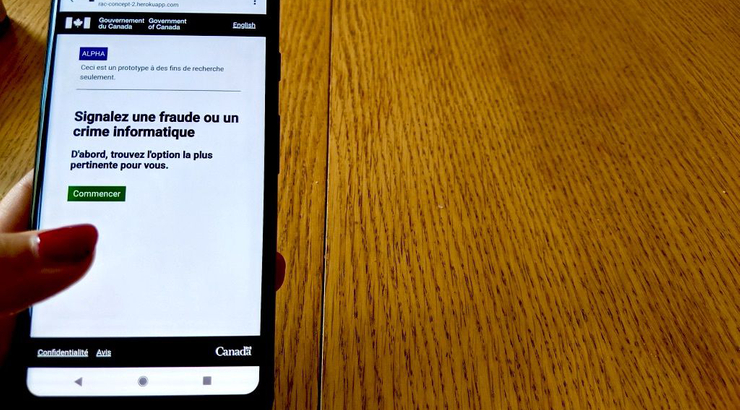 rac-concept-2.herokuapp.com
Gouvernement Government
du Canada of Canada
English
ALPHA
Ceci est un prototype à des fins de recherche
seulement.
Signalez une fraude ou un
crime informatique
D'abord, trouvez l'option la plus
pertinente pour vous.
Commencer
Confidentialité Avis
Canada